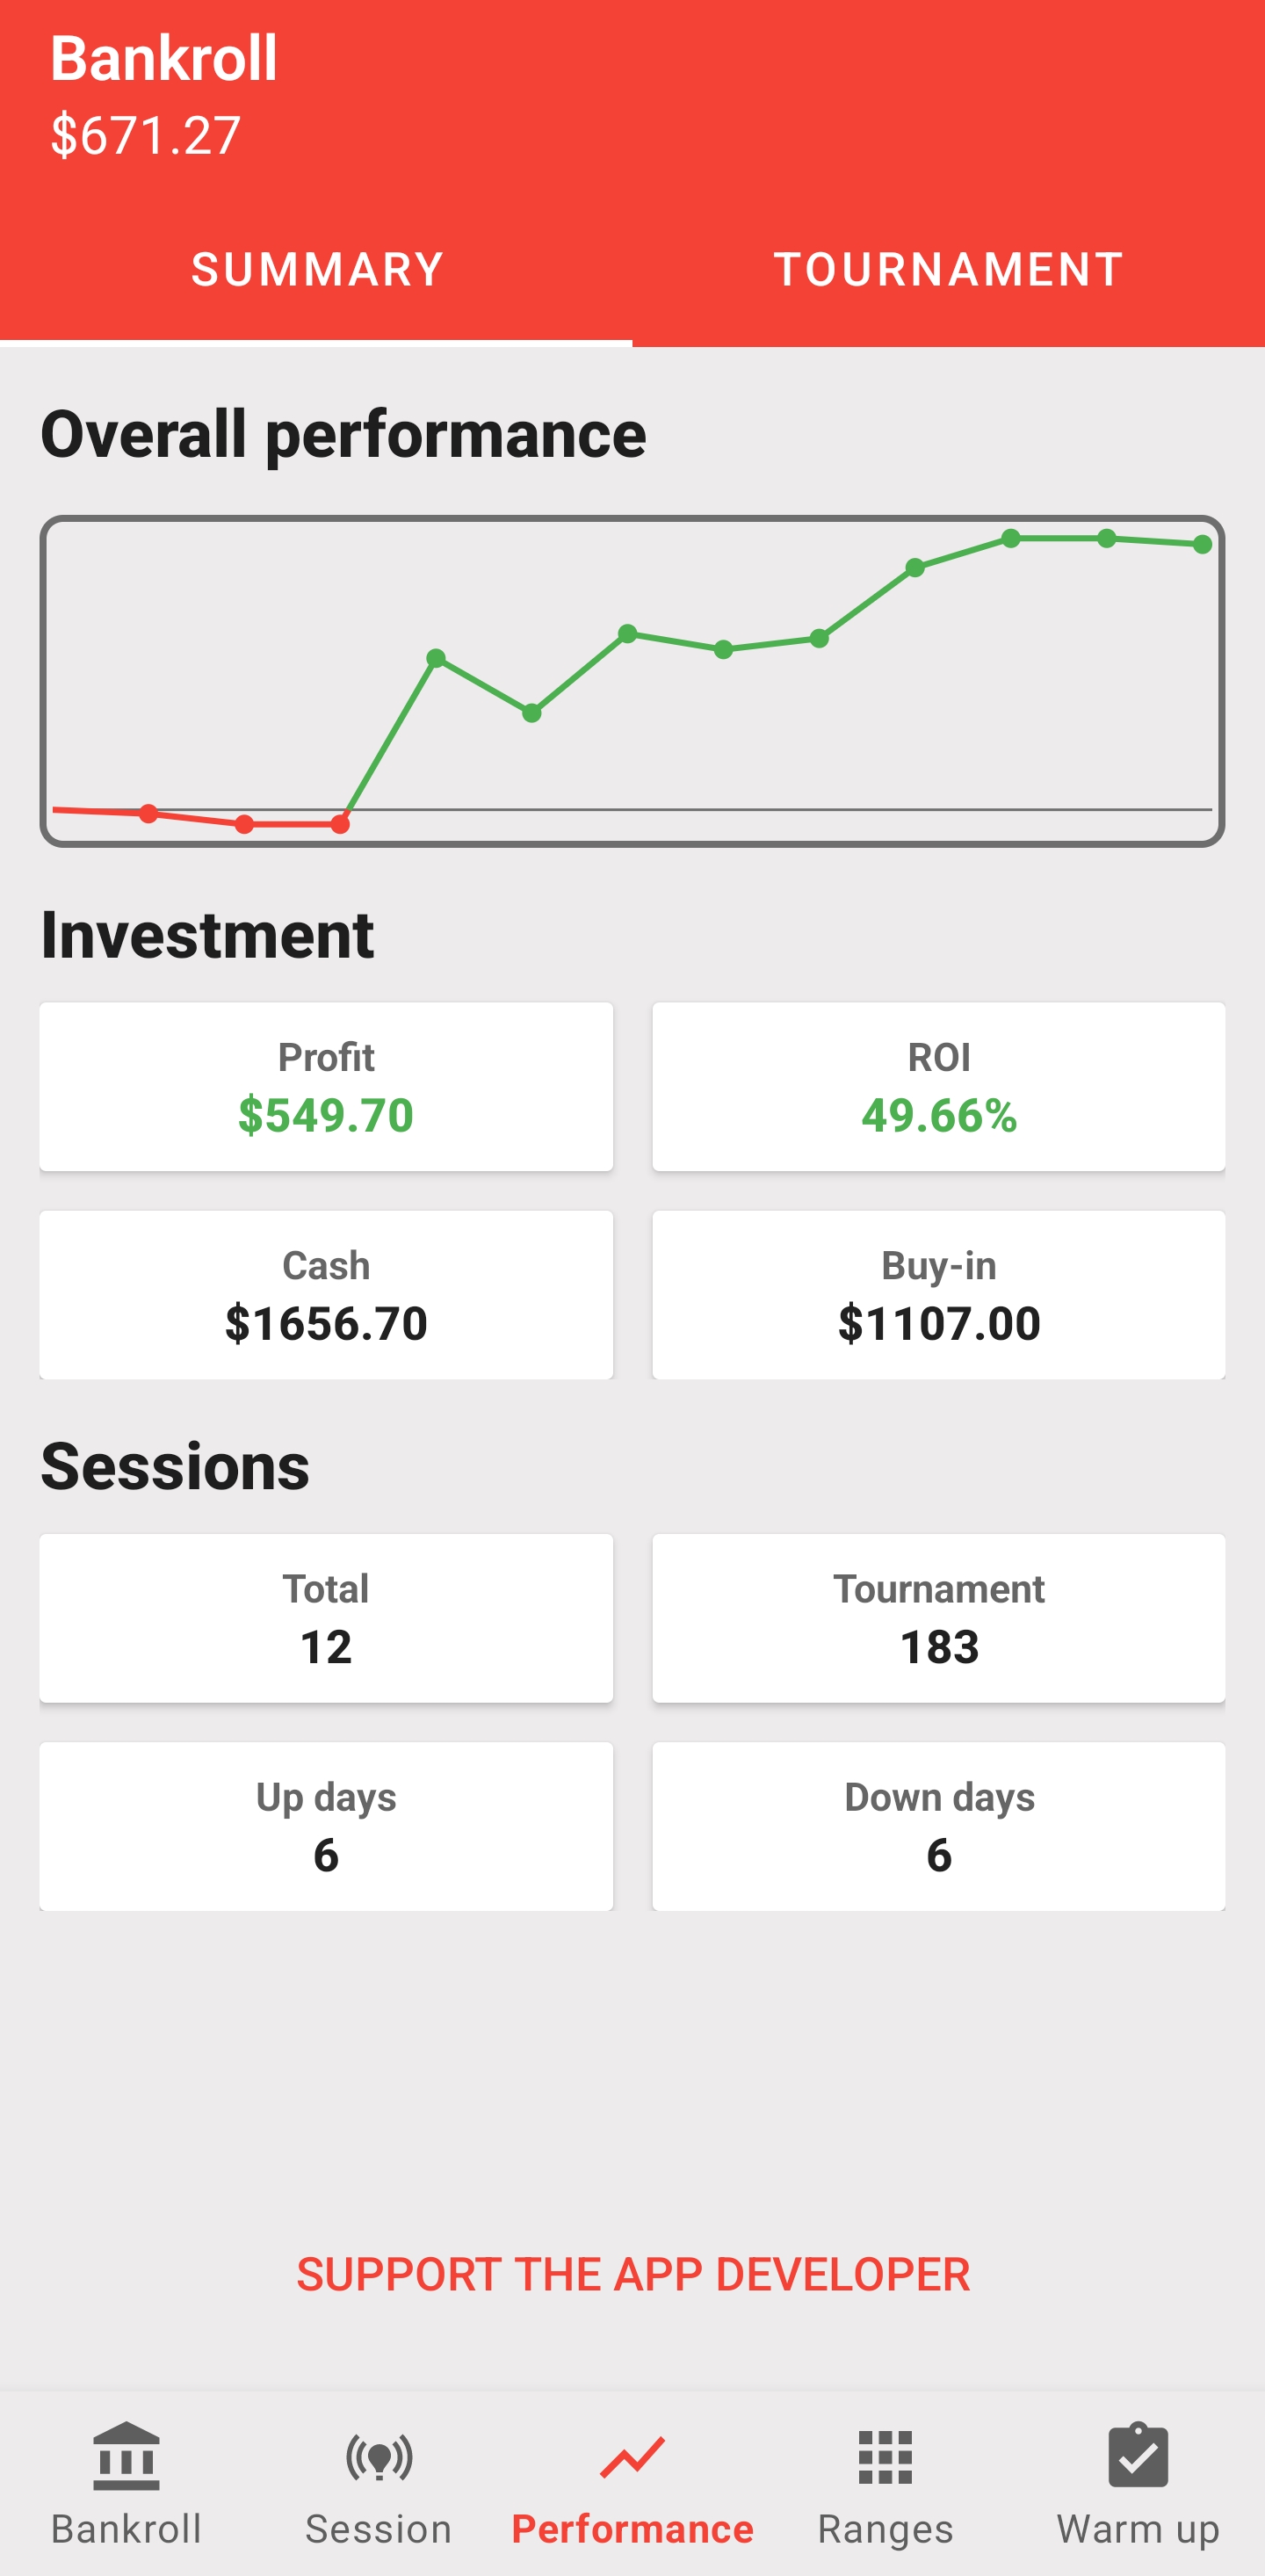 Bankroll
$671.27
SUMMARY
TOURNAMENT
Overall performance
Investment
Profit
$549.70
ROI
49.66%
Cash
$1656.70
Buy-in
$1107.00
Sessions
Total
12
Tournament
183
Up days
6
Down days
6
SUPPORT THE APP DEVELOPER
Bankroll
Session
Performance
Ranges
Warm up